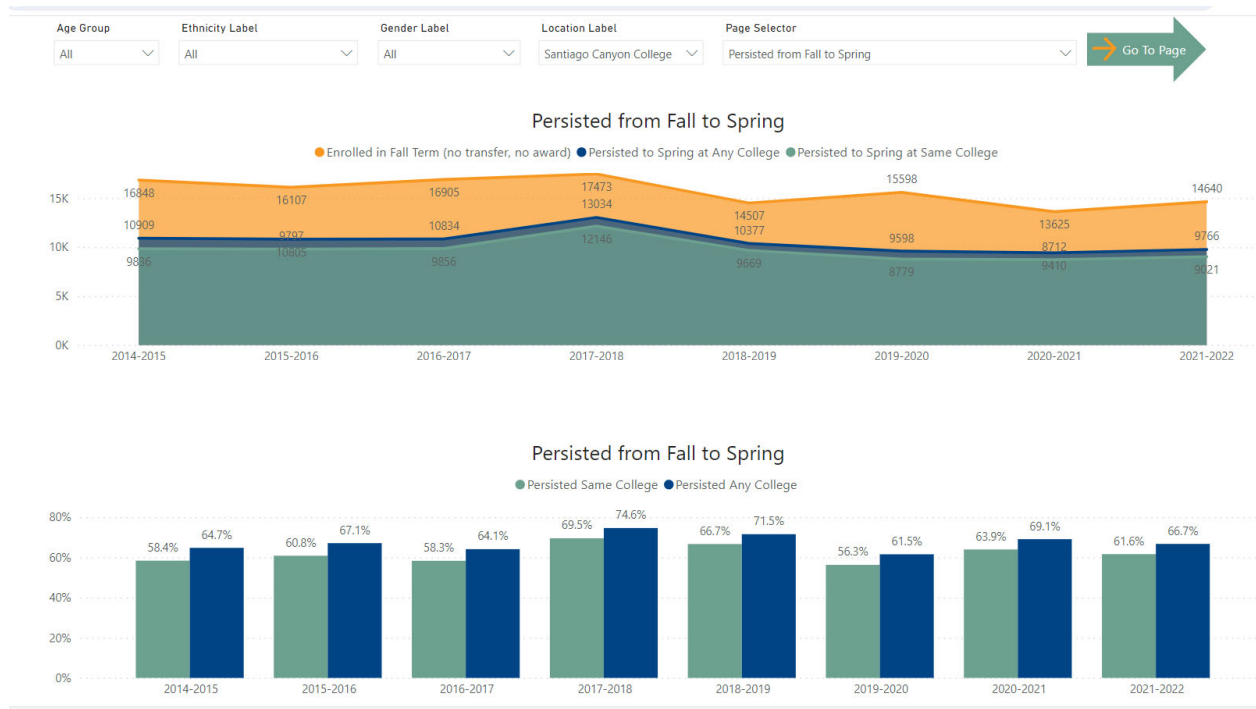 Age Group Ethnicity Label Gender Label Location Label Page Selector
All All All Santiago Canyon College Persisted from Fall to Spring Go To Page
Persisted from Fall to Spring
Enrolled in Fall Term (no transfer, no award) Persisted to Spring at Any College Persisted to Spring at Same College
16848 16107 16905 17473 14507 15598 13625 14640
10909 9797 10834 13034 10377 9598 8712 9766
9836 10805 9856 12146 9669 8779 9410 9021
15K
10K
5K
0K
2014-2015 2015-2016 2016-2017 2017-2018 2018-2019 2019-2020 2020-2021 2021-2022
Persisted from Fall to Spring
Persisted Same College Persisted Any College
80%
60%
40%
20%
0%
58.4% 64.7% 60.8% 67.1% 58.3% 64.1% 69.5% 74.6% 66.7% 71.5% 56.3% 61.5% 63.9% 69.1% 61.6% 66.7%
2014-2015 2015-2016 2016-2017 2017-2018 2018-2019 2019-2020 2020-2021 2021-2022